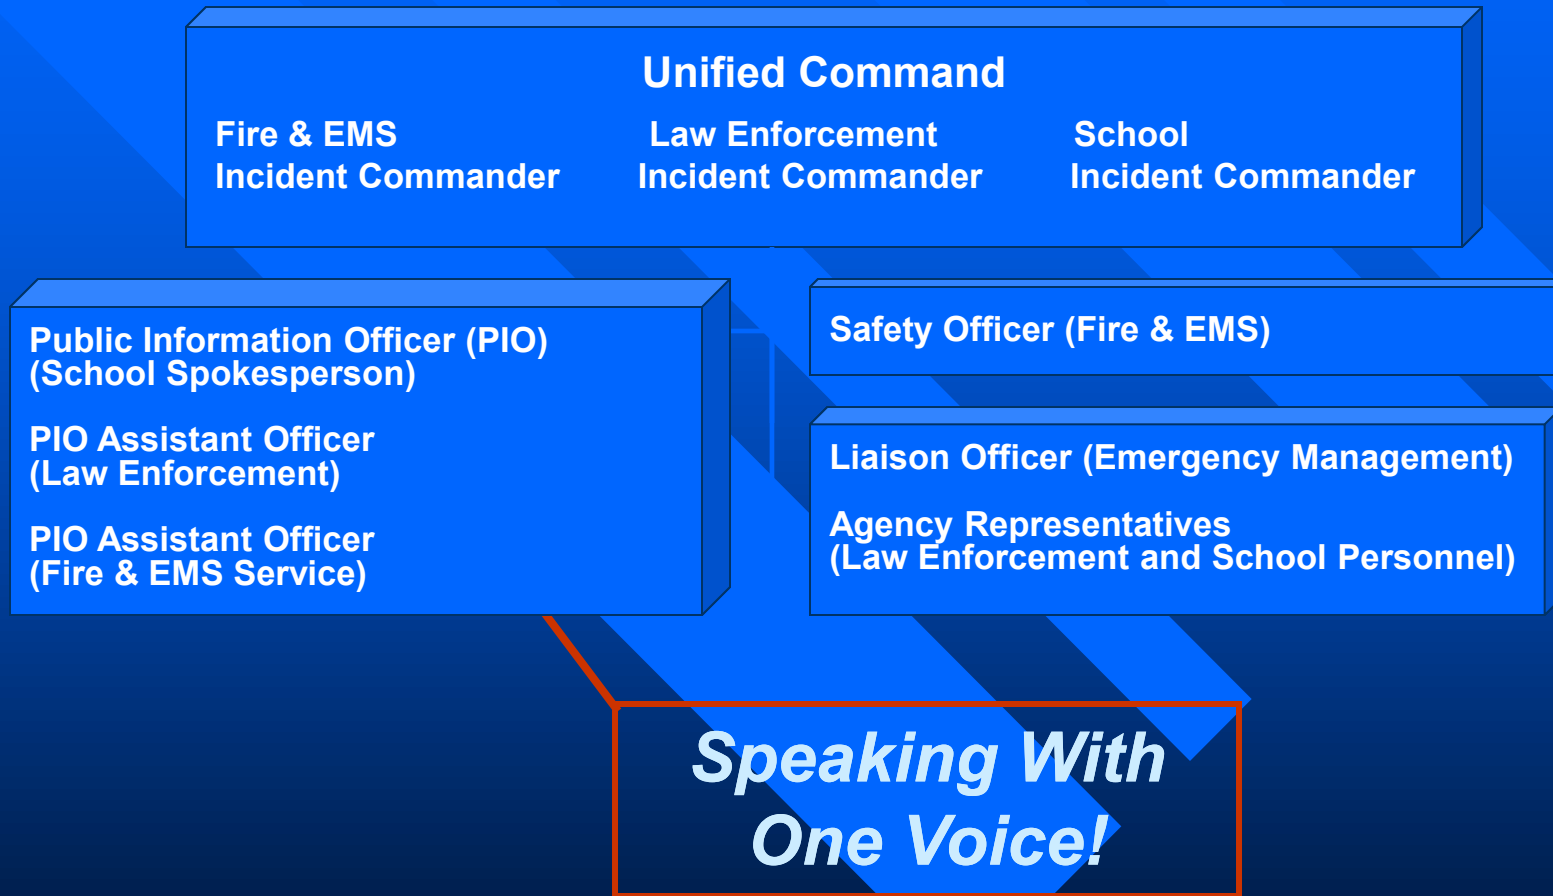 Unified Command
Fire & EMS Law Enforcement School
Incident Commander Incident Commander Incident Commander
Public Information Officer (PIO)
(School Spokesperson)
PIO Assistant Officer
(Law Enforcement)
PIO Assistant Officer
(Fire & EMS Service)
Safety Officer (Fire & EMS)
Liaison Officer (Emergency Management)
Agency Representatives
(Law Enforcement and School Personnel)
Speaking With
One Voice!